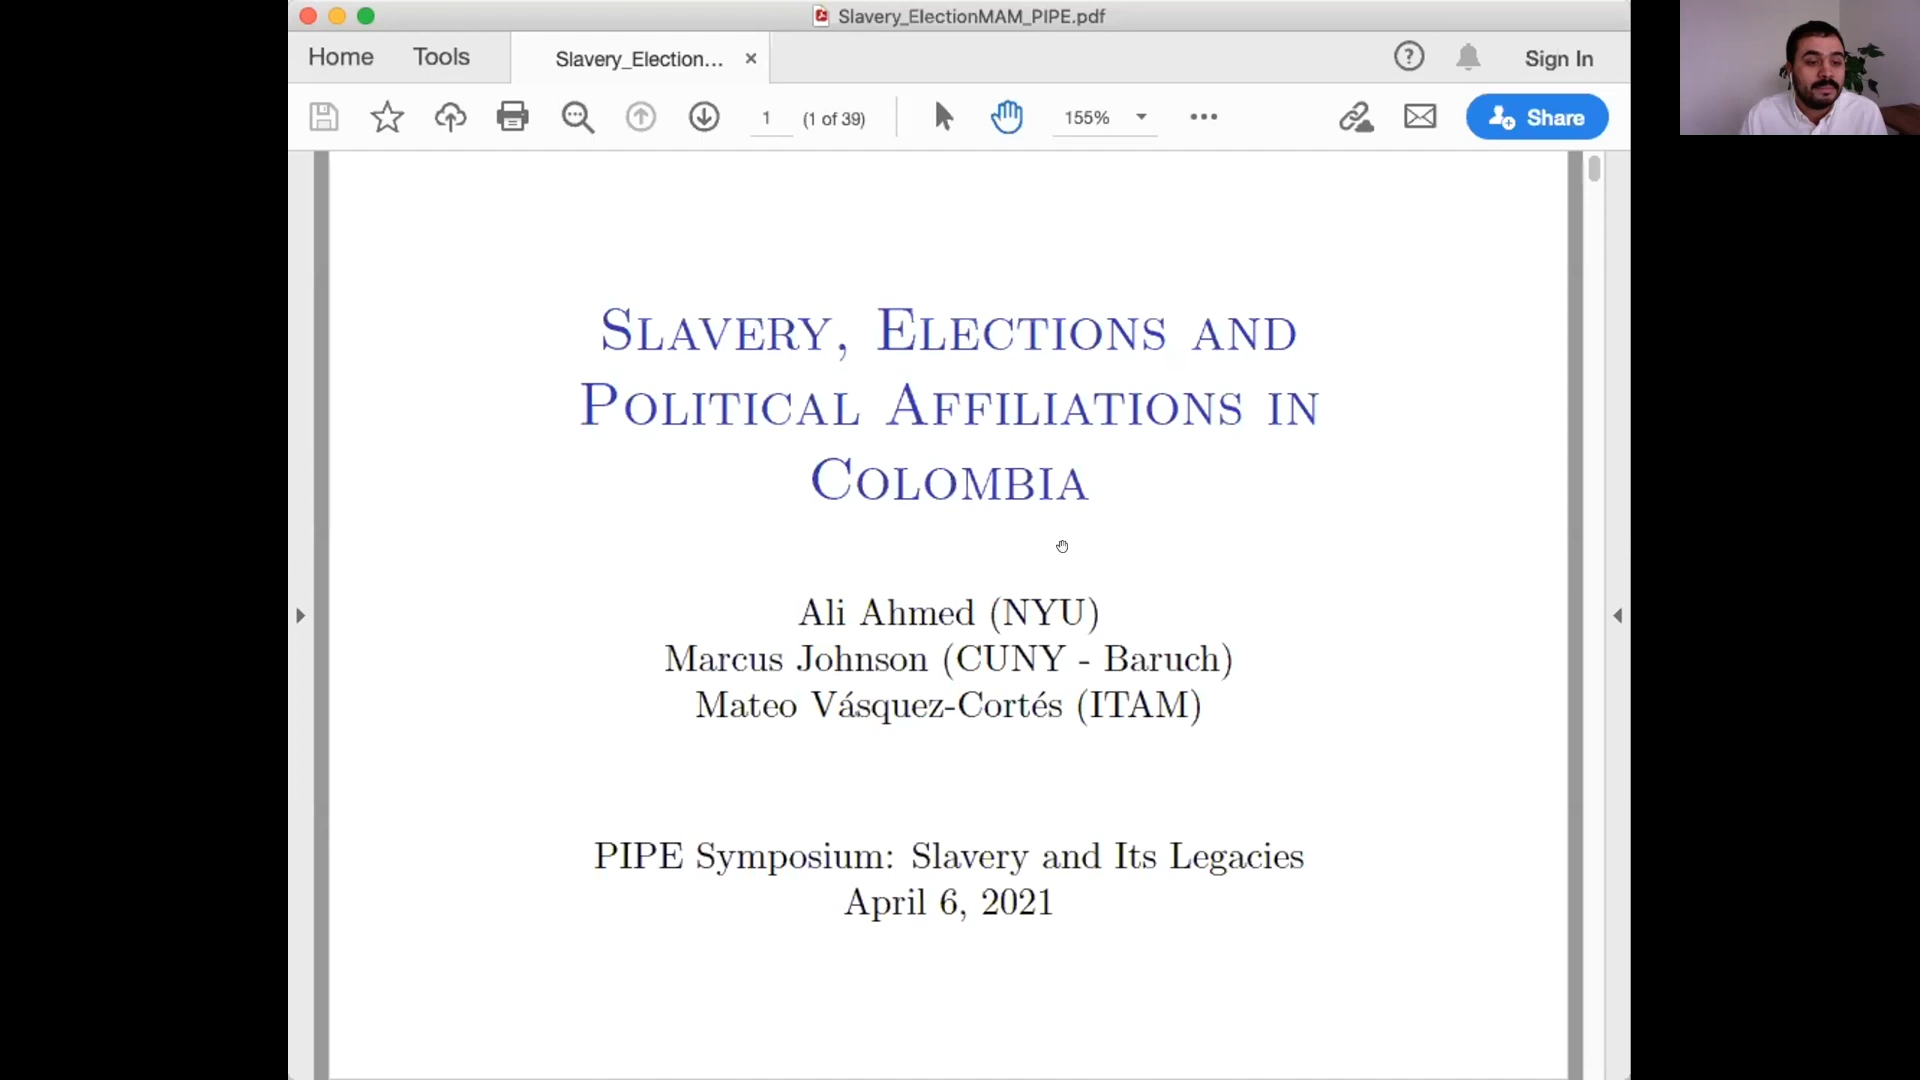 Slavery_ElectionMAM_PIPE.pdf
Home
Tools
Slavery_Election...
Sign In
1
(1 of 39)
155%
Share
Slavery, Elections and
Political Affiliations in
Colombia
Ali Ahmed (NYU)
Marcus Johnson (CUNY - Baruch)
Mateo Vásquez-Cortés (ITAM)
PIPE Symposium: Slavery and Its Legacies
April 6, 2021